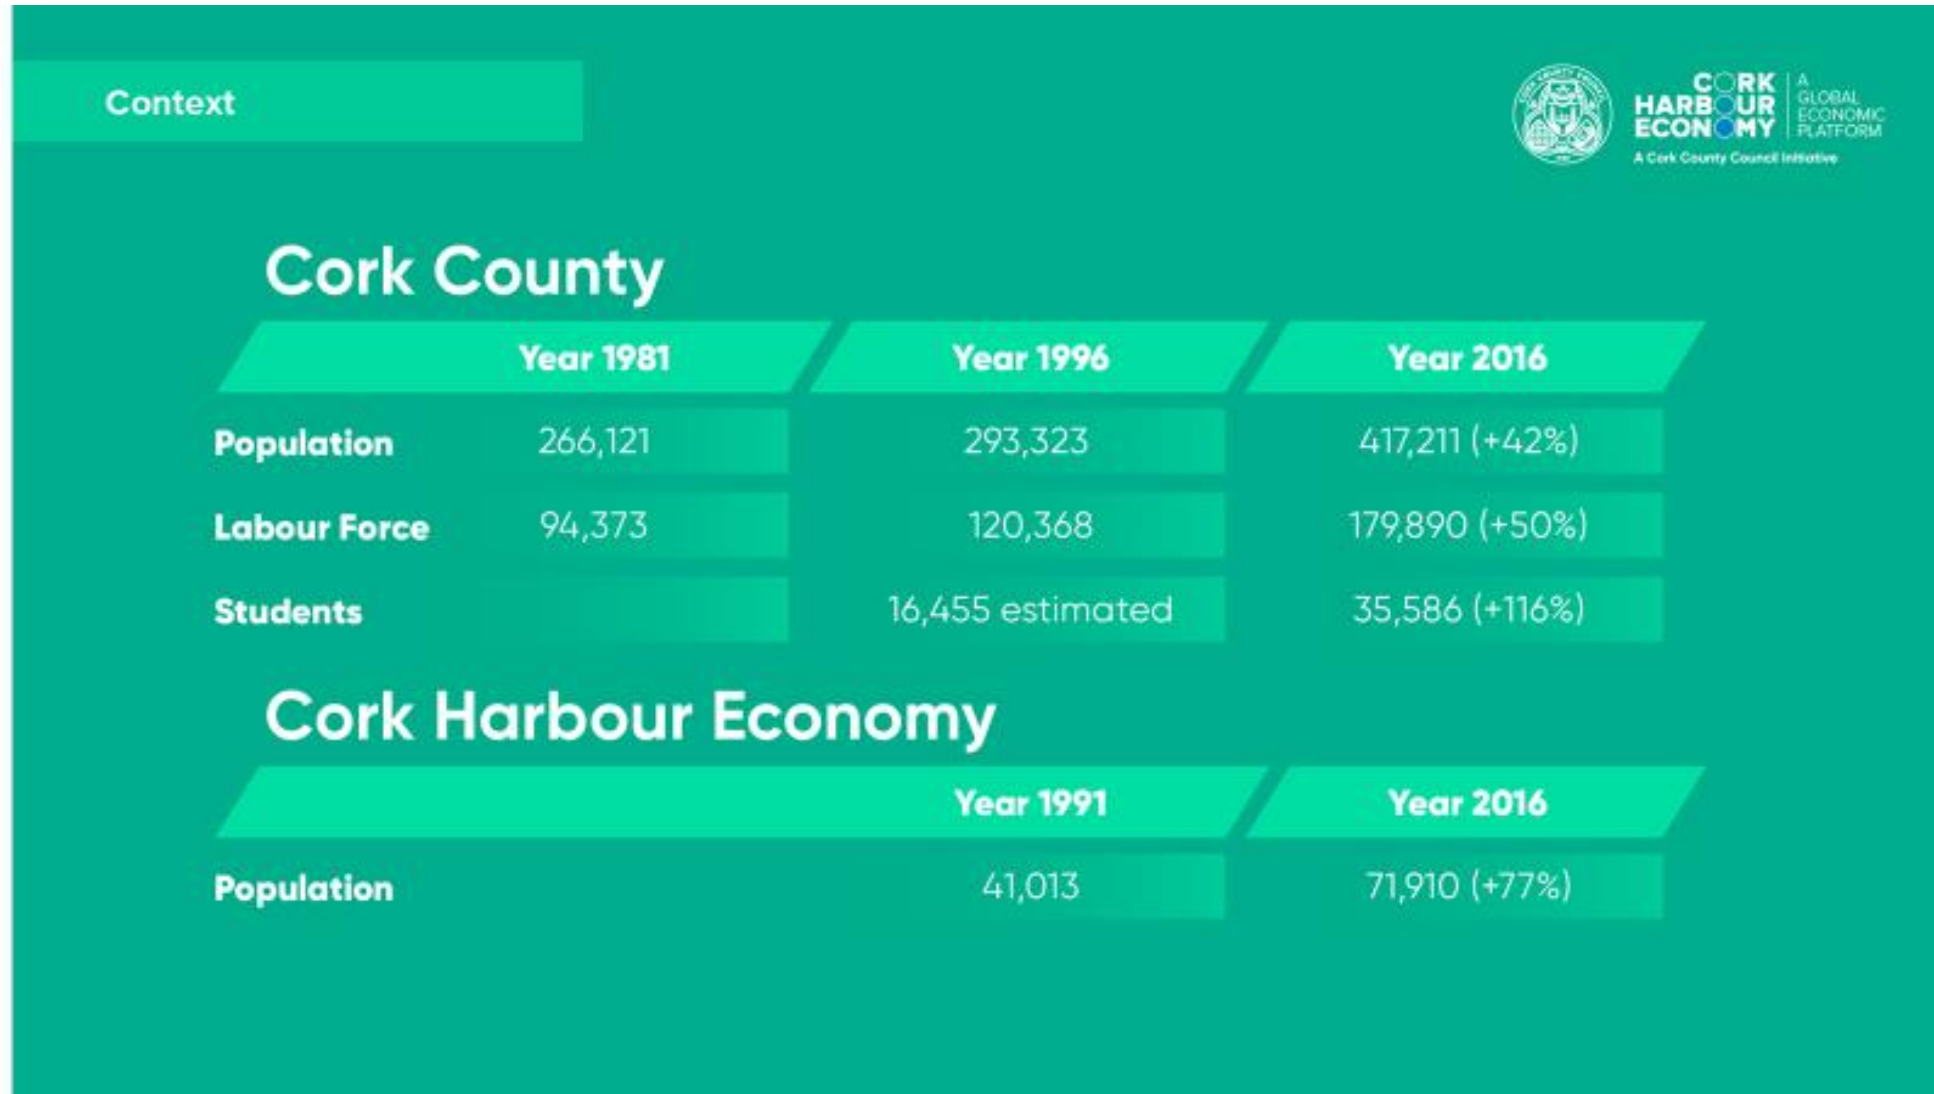 Context
CORK
HARBOUR
ECONOMY
A
GLOBAL
ECONOMIC
PLATFORM
A Cork County Council Initiative
Cork County
Year 1981 Year 1996 Year 2016
Population 266,121 293,323 417,211 (+42%)
Labour Force 94,373 120,368 179,890 (+50%)
Students 16,455 estimated 35,586 (+116%)
Cork Harbour Economy
Year 1991 Year 2016
Population 41,013 71,910 (+77%)